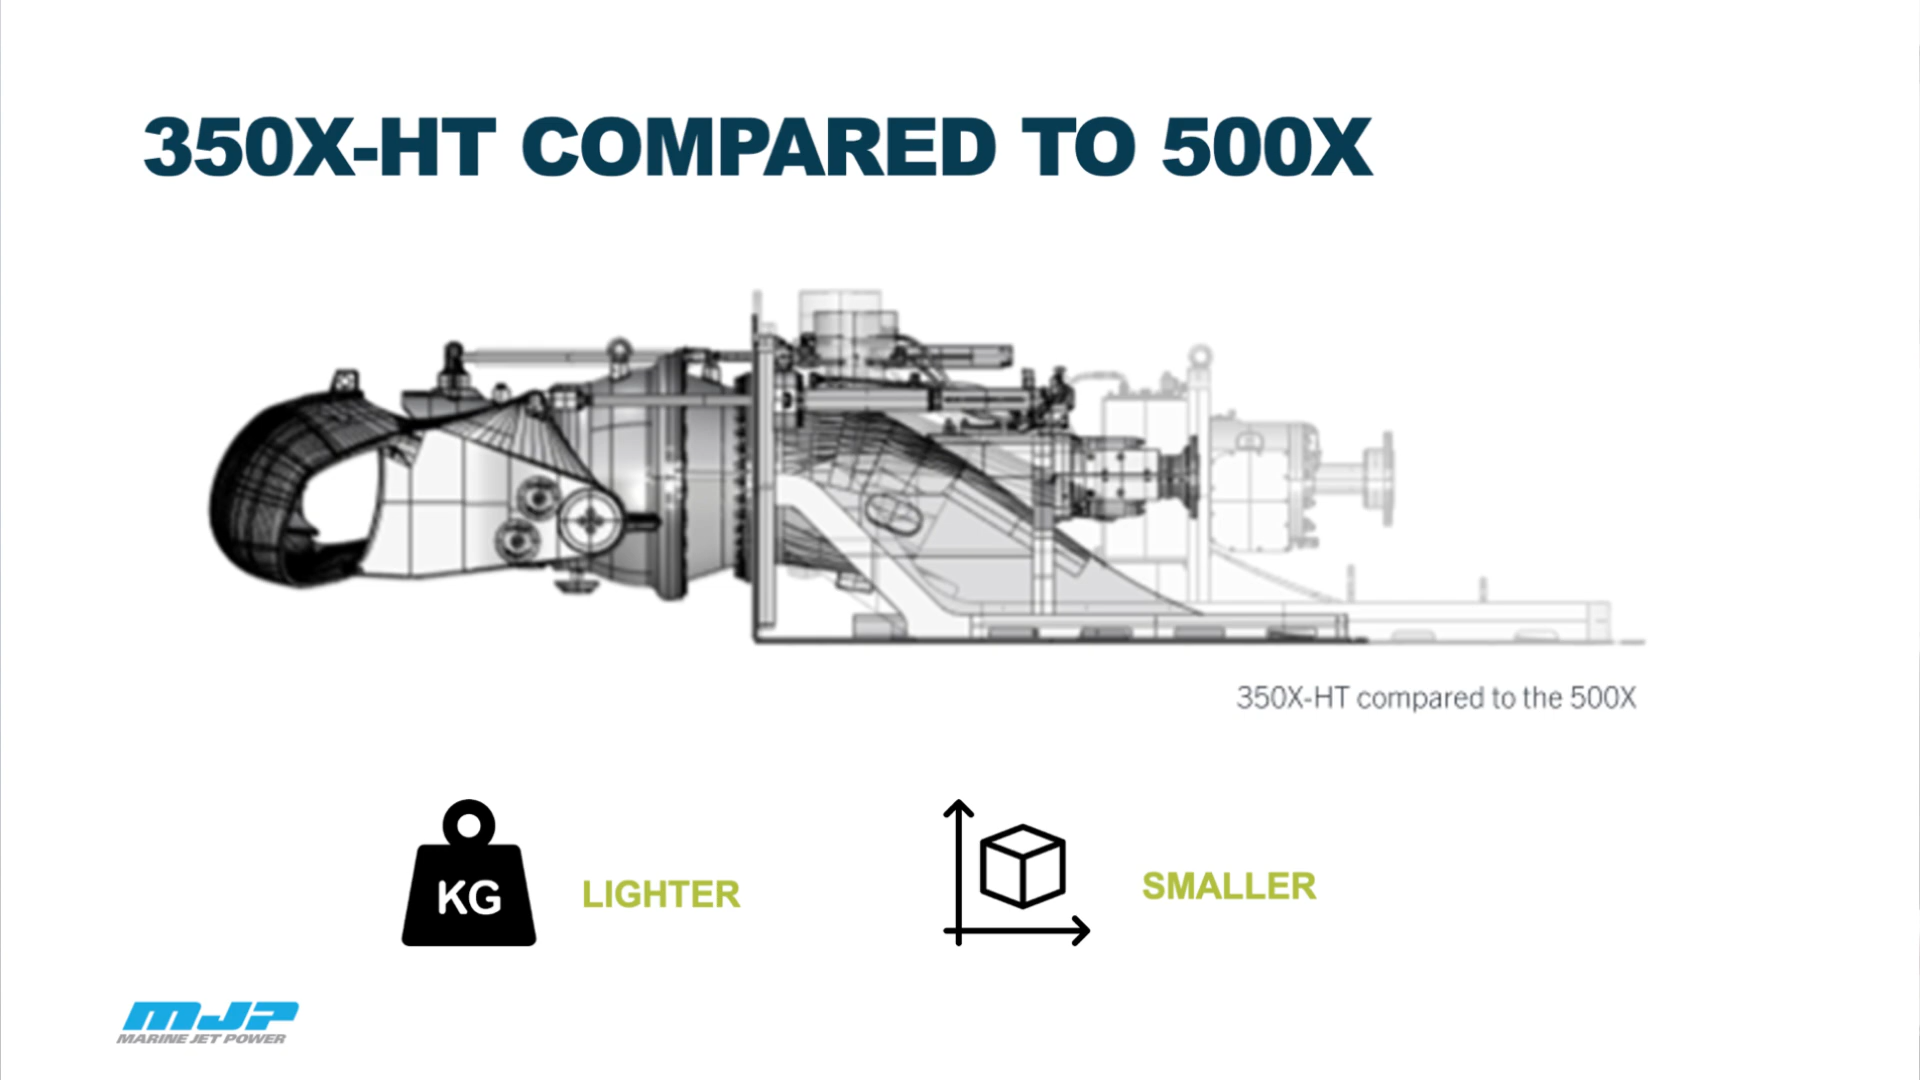 350X-HT COMPARED TO 500X
350X-HT compared to the 500X
KG
LIGHTER
SMALLER
MJP
MARINE JET POWER